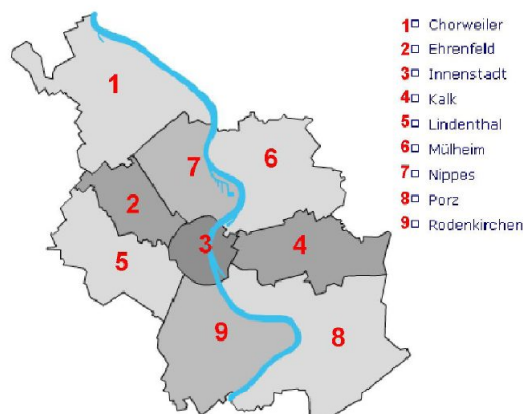 1 Chorweiler
2 Ehrenfeld
3 Innenstadt
4 Kalk
5 Lindenthal
6 Mülheim
7 Nippes
8 Porz
9 Rodenkirchen
1
6
7
2
3
4
5
9
8